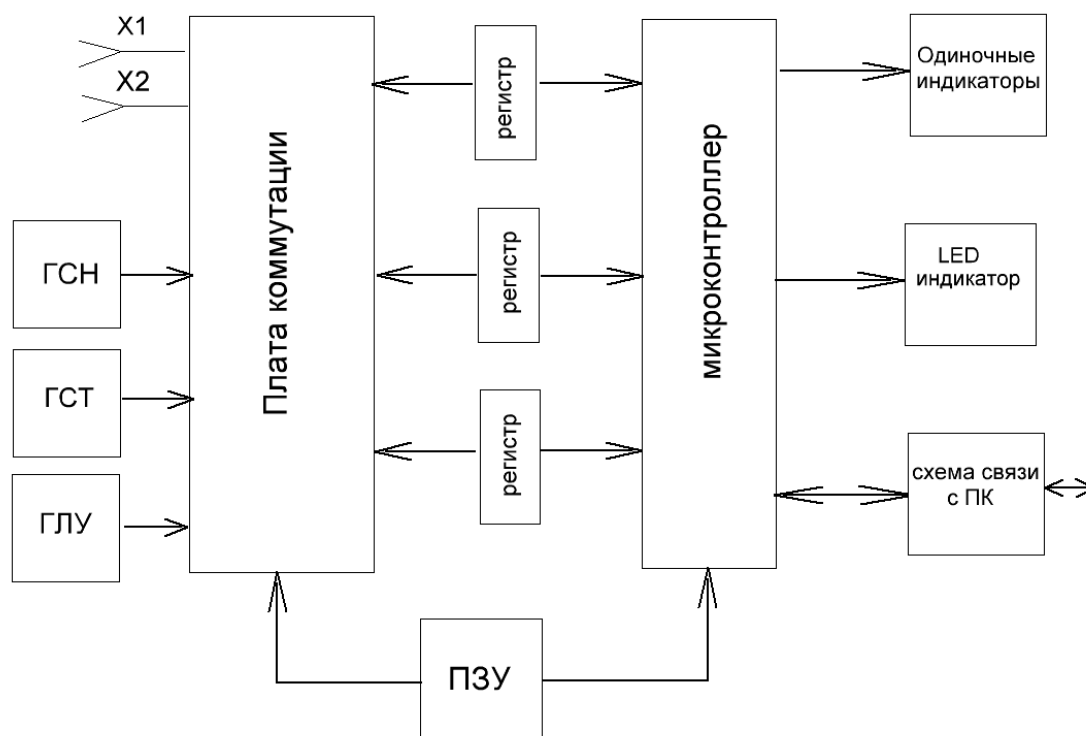 X1
X2
ГСН
ГСТ
ГЛУ
Плата коммутации
регистр
регистр
регистр
микроконтроллер
Одиночные
индикаторы
LED
индикатор
схема связи
с ПК
ПЗУ